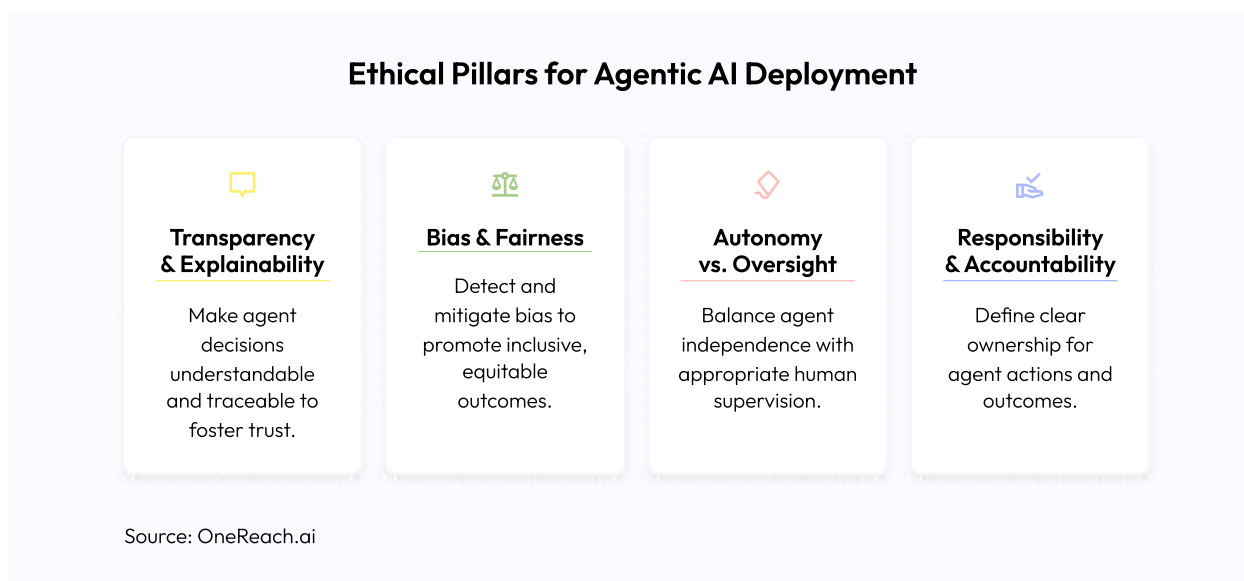 Ethical Pillars for Agentic AI Deployment
Transparency
& Explainability
Make agent
decisions
understandable
and traceable to
foster trust.
Bias & Fairness
Detect and
mitigate bias to
promote inclusive,
equitable
outcomes.
Autonomy
vs. Oversight
Balance agent
independence with
appropriate human
supervision.
Responsibility
& Accountability
Define clear
ownership for
agent actions and
outcomes.
Source: OneReach.ai